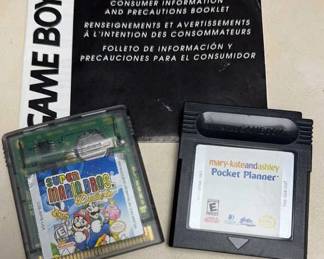 CONSUMER INFORMATION
AND PRECAUTIONS BOOKLET
RENSEIGNEMENTS ET AVERTISSEMENTS
À L'INTENTION DES CONSOMMATEURS
FOLLETO DE INFORMACIÓN Y
PRECAUCIONES PARA EL CONSUMIDOR
GAME BOY
SUPER
MARIO BROS.
Deluxe
mary-kateandashley
Pocket Planner
E
E